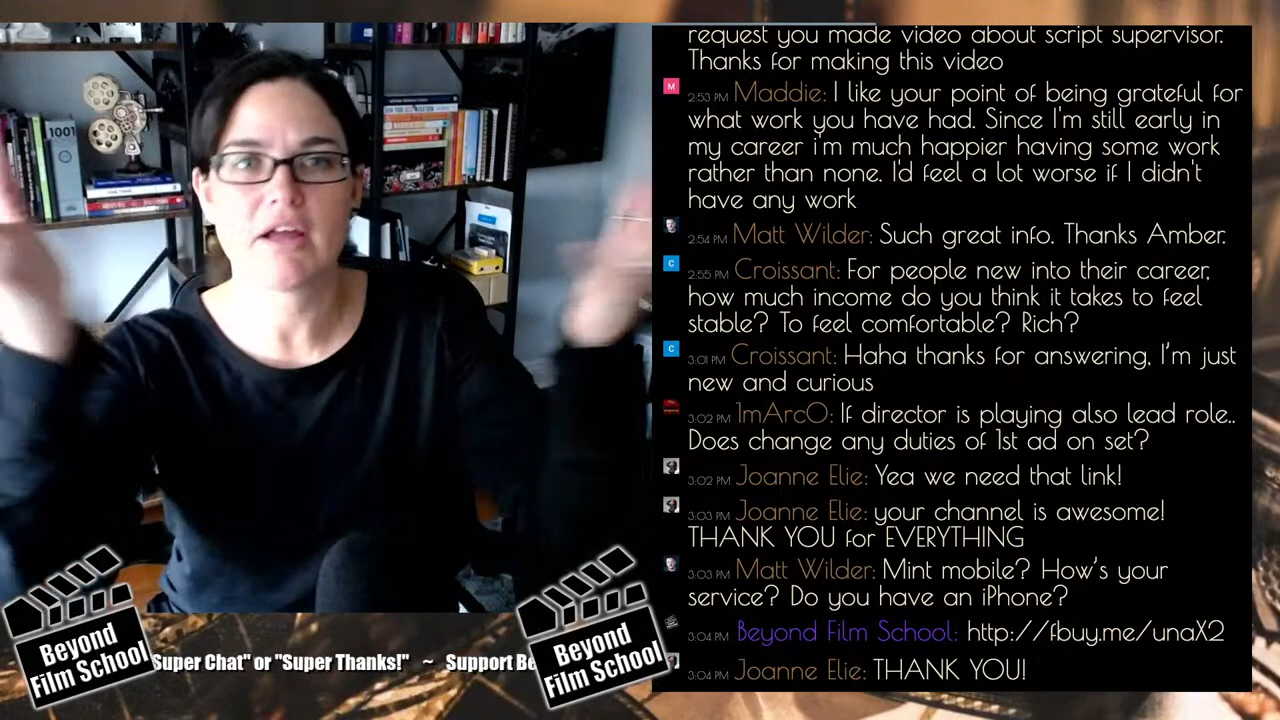 1001
request you made video about script supervisor.
Thanks for making this video
M
2:53 PM Maddie: I like your point of being grateful for
what work you have had. Since I'm still early in
my career i'm much happier having some work
rather than none. I'd feel a lot worse if I didn't
have any work
2:54 PM Matt Wilder: Such great info. Thanks Amber.
C
2:55 PM Croissant: For people new into their career,
how much income do you think it takes to feel
stable? To feel comfortable? Rich?
C
3:01 PM Croissant: Haha thanks for answering, I'm just
new and curious
3:02 PM 1mArcO: If director is playing also lead role..
Does change any duties of 1st ad on set?
3:02 PM Joanne Elie: Yea we need that link!
3:03 PM Joanne Elie: your channel is awesome!
THANK YOU for EVERYTHING
3:03 PM Matt Wilder: Mint mobile? How's your
service? Do you have an iPhone?
3:04 PM Beyond Film School: http://fbuy.me/unaX2
3:04 PM Joanne Elie: THANK YOU!
Beyond
Film School
Super Chat" or "Super Thanks!" ~ Support Be
Beyond
Film School